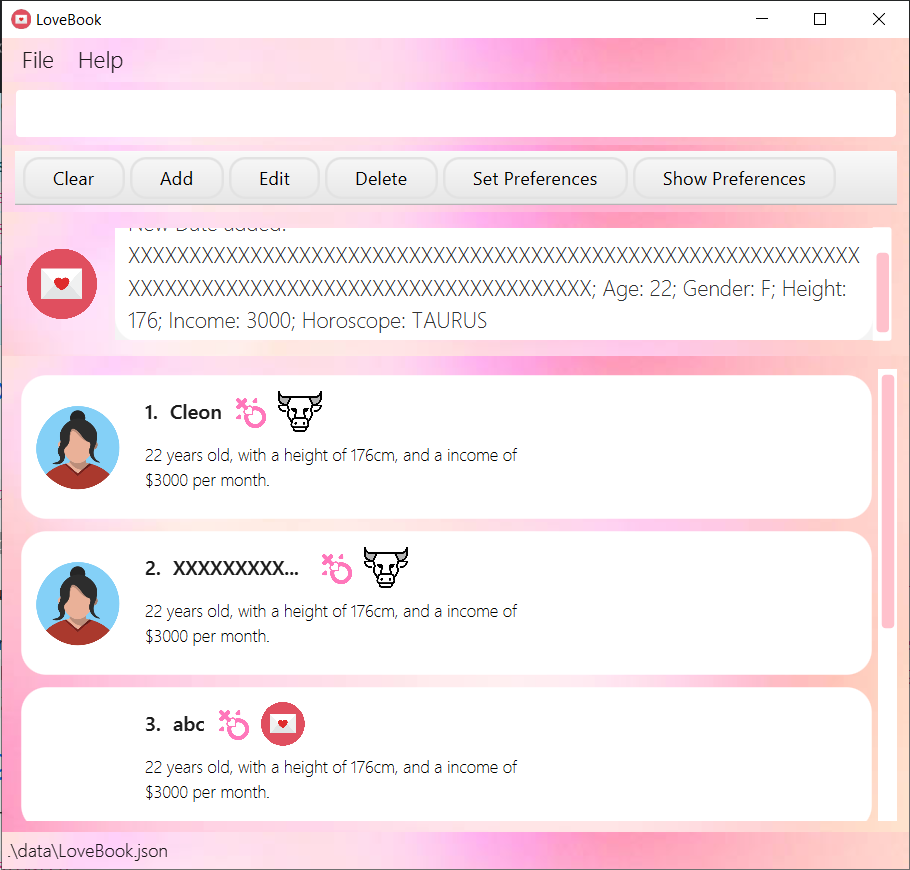 LoveBook
File Help
Clear Add Edit Delete Set Preferences Show Preferences
New Date added:
XXXXXXXXXXXXXXXXXXXXXXXXXXXXXXXXXXXXXXXXXXXXXXXXXXXXXXXXXXXX
XXXXXXXXXXXXXXXXXXXXXXXXXXXXXXXXXXXXXX; Age: 22; Gender: F; Height:
176; Income: 3000; Horoscope: TAURUS
1. Cleon
22 years old, with a height of 176cm, and a income of
$3000 per month.
2. XXXXXXXXX...
22 years old, with a height of 176cm, and a income of
$3000 per month.
3. abc
22 years old, with a height of 176cm, and a income of
$3000 per month.
.\data\LoveBook.json